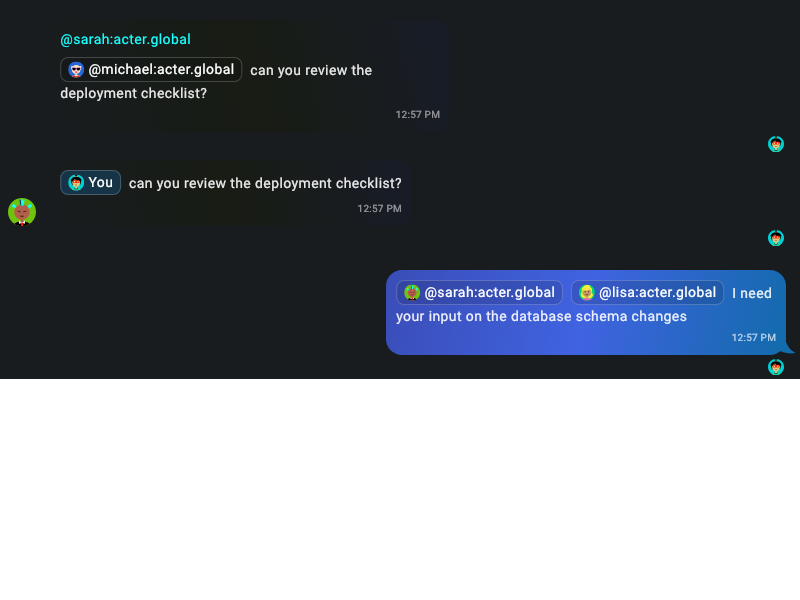 @sarah:acter.global
@michael:acter.global can you review the
deployment checklist?
12:57 PM
You can you review the deployment checklist?
12:57 PM
@sarah:acter.global @lisa:acter.global I need
your input on the database schema changes
12:57 PM